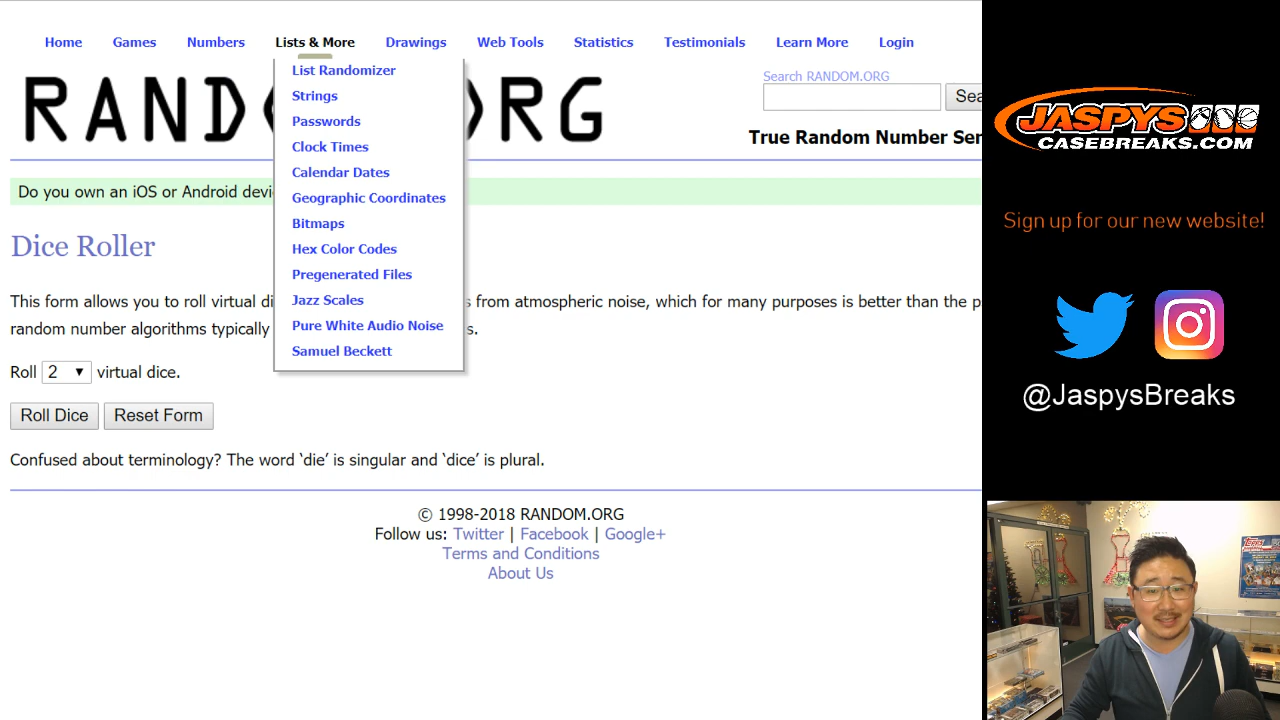 Home Games Numbers Lists & More Drawings Web Tools Statistics Testimonials Learn More Login
List Randomizer
Strings
Passwords
Clock Times
Calendar Dates
Geographic Coordinates
Bitmaps
Hex Color Codes
Pregenerated Files
Jazz Scales
Pure White Audio Noise
Samuel Beckett
RAND RG
Search RANDOM.ORG
Sea
True Random Number Ser
Do you own an iOS or Android devi
Dice Roller
This form allows you to roll virtual di s from atmospheric noise, which for many purposes is better than the p
random number algorithms typically s.
Roll 2 virtual dice.
Roll Dice Reset Form
Confused about terminology? The word ‘die’ is singular and ‘dice’ is plural.
© 1998-2018 RANDOM.ORG
Follow us: Twitter | Facebook | Google+
Terms and Conditions
About Us
JASPYS
CASEBREAKS.COM
Sign up for our new website!
@JaspysBreaks
Topps